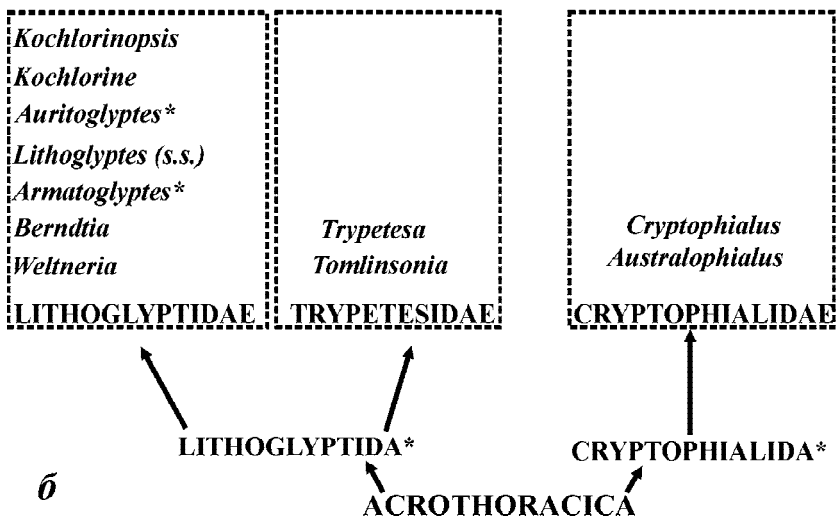 Kochlorinopsis
Kochlorine
Auritoglyptes*
Lithoglyptes (s.s.)
Armatoglyptes*
Berndtia
Weltneria
LITHOGLYPTIDAE
Trypetesa
Tomlinsonia
TRYPETESIDAE
Cryptophialus
Australophialus
CRYPTOPHIALIDAE
LITHOGLYPTIDA*
CRYPTOPHIALIDA*
б
ACROTHORACICA